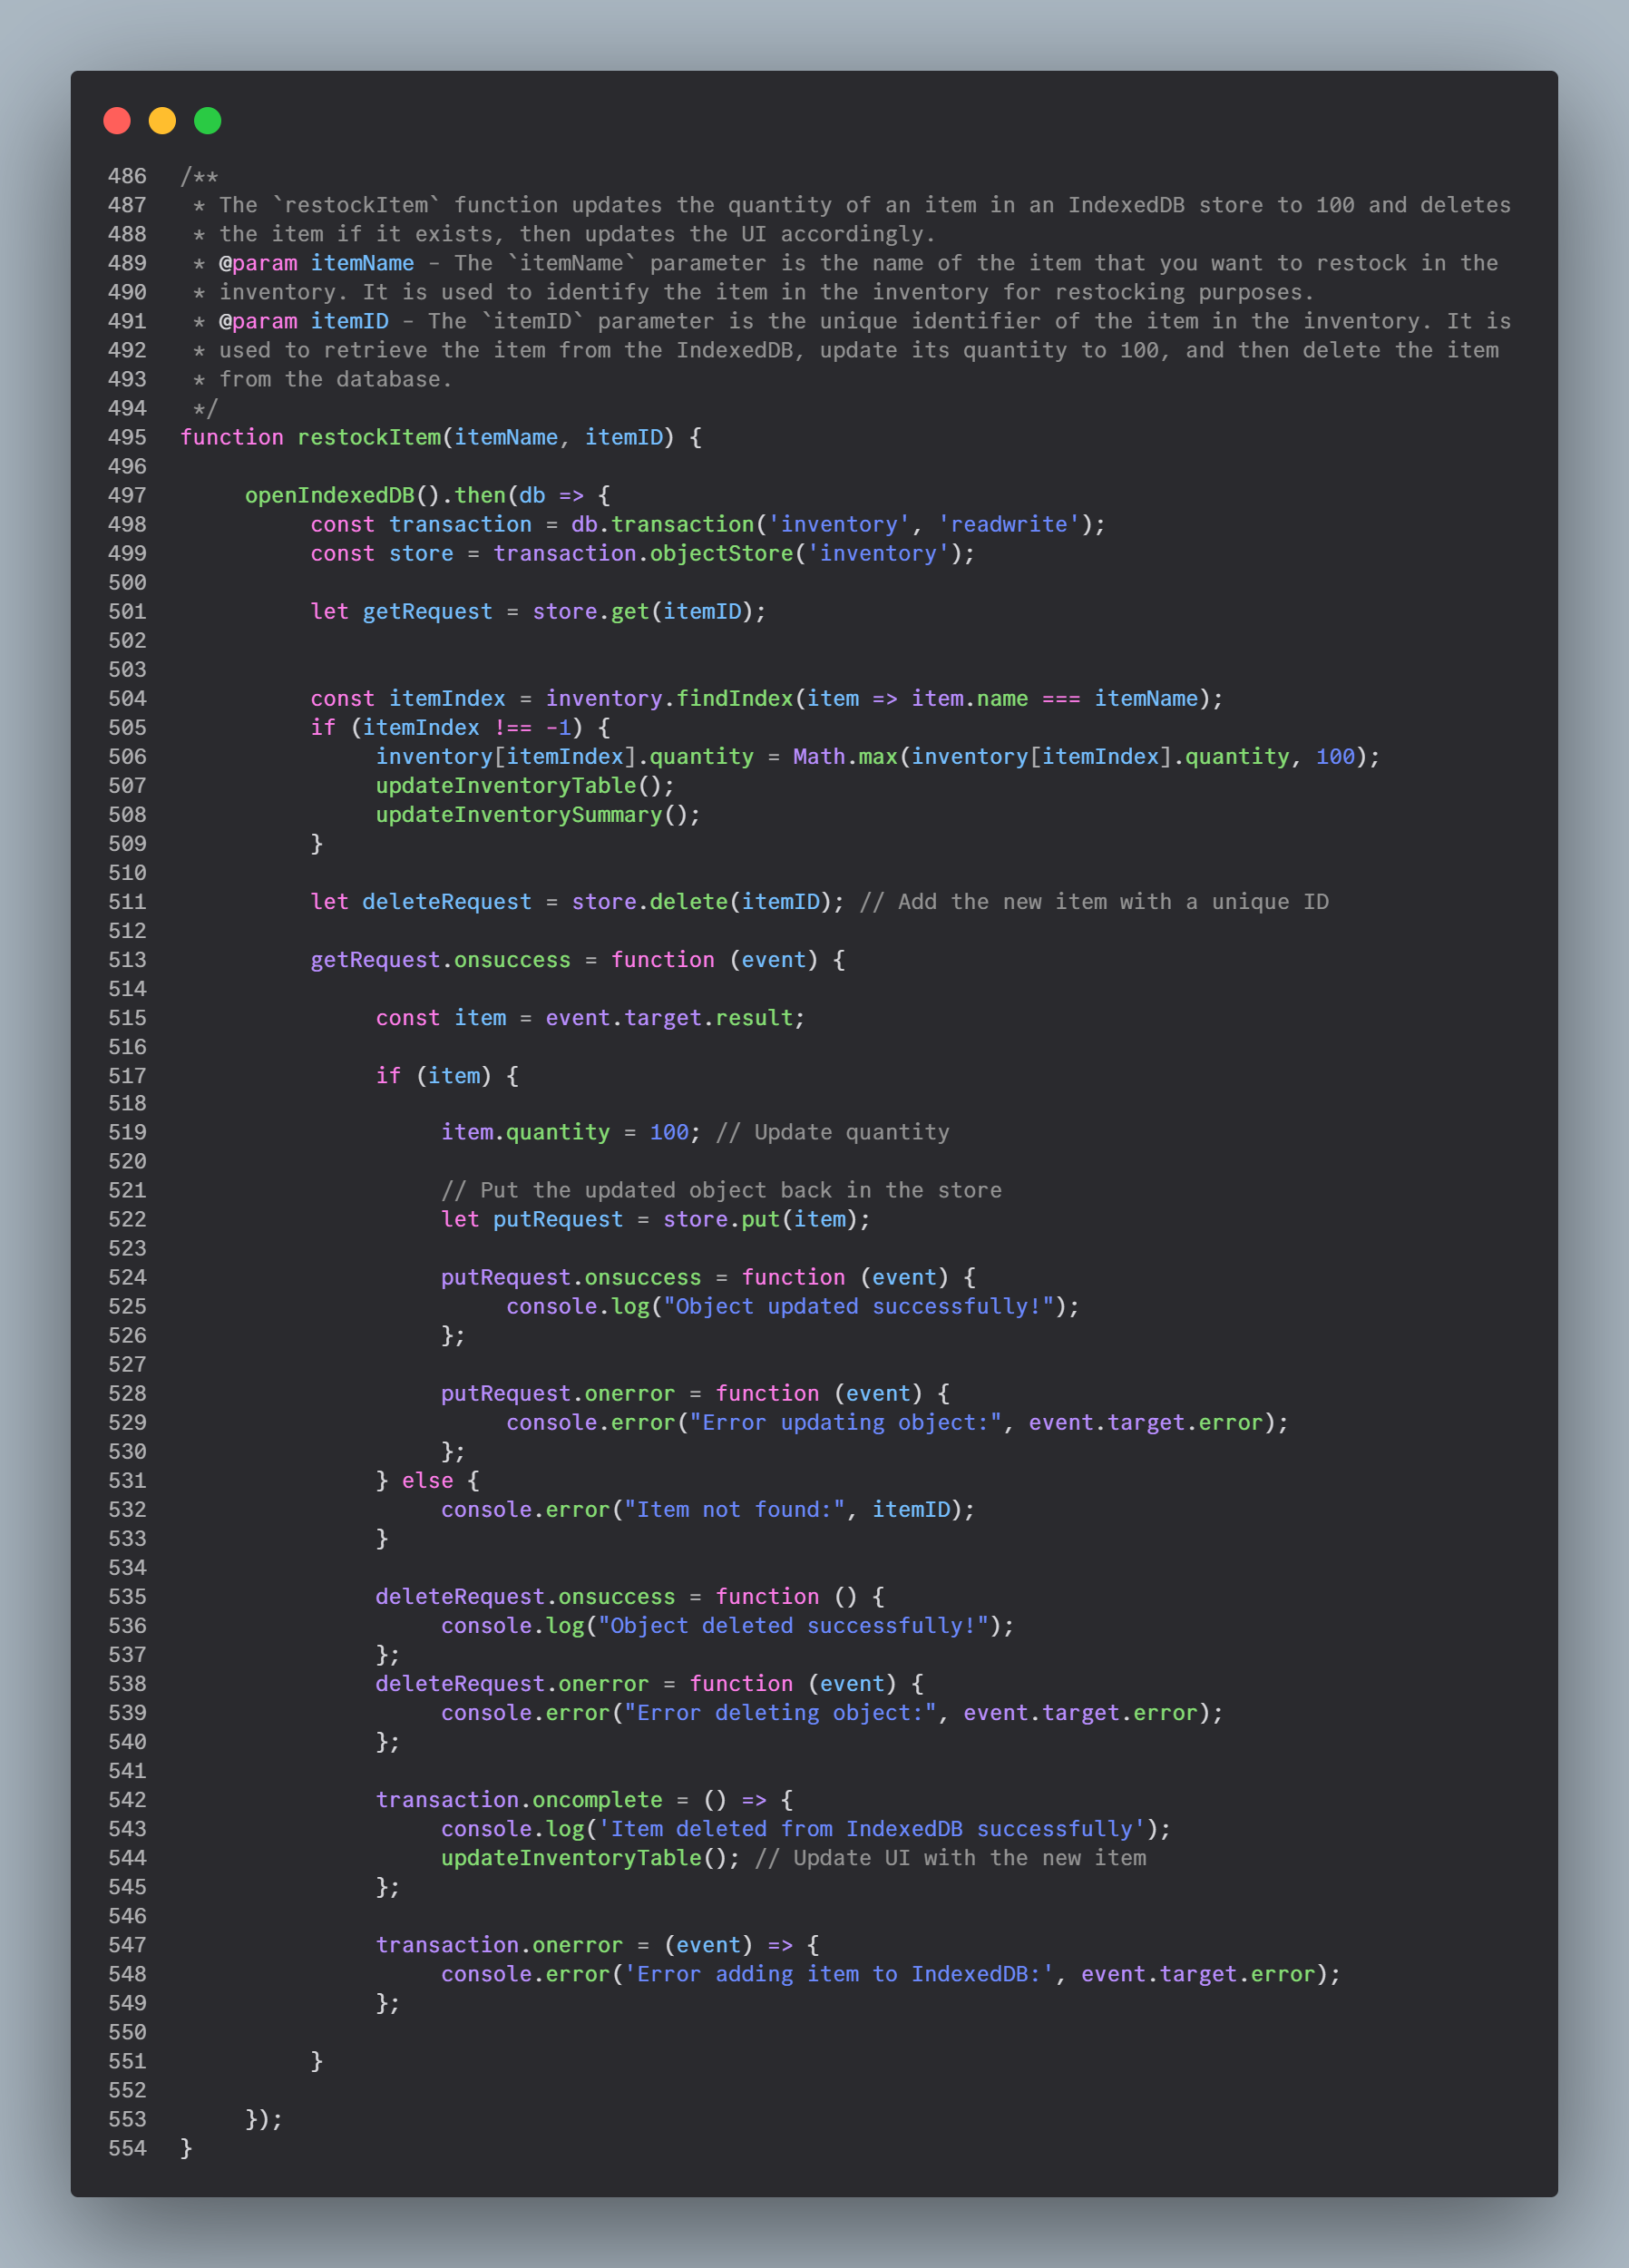 486 /**
487  * The `restockItem` function updates the quantity of an item in an IndexedDB store to 100 and deletes
488  * the item if it exists, then updates the UI accordingly.
489  * @param itemName - The `itemName` parameter is the name of the item that you want to restock in the
490  * inventory. It is used to identify the item in the inventory for restocking purposes.
491  * @param itemID - The `itemID` parameter is the unique identifier of the item in the inventory. It is
492  * used to retrieve the item from the IndexedDB, update its quantity to 100, and then delete the item
493  * from the database.
494  */
495 function restockItem(itemName, itemID) {
496
497      openIndexedDB().then(db => {
498           const transaction = db.transaction('inventory', 'readwrite');
499           const store = transaction.objectStore('inventory');
500
501           let getRequest = store.get(itemID);
502
503
504           const itemIndex = inventory.findIndex(item => item.name === itemName);
505           if (itemIndex !== -1) {
506                inventory[itemIndex].quantity = Math.max(inventory[itemIndex].quantity, 100);
507                updateInventoryTable();
508                updateInventorySummary();
509           }
510
511           let deleteRequest = store.delete(itemID); // Add the new item with a unique ID
512
513           getRequest.onsuccess = function (event) {
514
515                const item = event.target.result;
516
517                if (item) {
518
519                     item.quantity = 100; // Update quantity
520
521                     // Put the updated object back in the store
522                     let putRequest = store.put(item);
523
524                     putRequest.onsuccess = function (event) {
525                          console.log("Object updated successfully!");
526                     };
527
528                     putRequest.onerror = function (event) {
529                          console.error("Error updating object:", event.target.error);
530                     };
531                } else {
532                     console.error("Item not found:", itemID);
533                }
534
535                deleteRequest.onsuccess = function () {
536                     console.log("Object deleted successfully!");
537                };
538                deleteRequest.onerror = function (event) {
539                     console.error("Error deleting object:", event.target.error);
540                };
541
542                transaction.oncomplete = () => {
543                     console.log('Item deleted from IndexedDB successfully');
544                     updateInventoryTable(); // Update UI with the new item
545                };
546
547                transaction.onerror = (event) => {
548                     console.error('Error adding item to IndexedDB:', event.target.error);
549                };
550
551           }
552
553      });
554 }